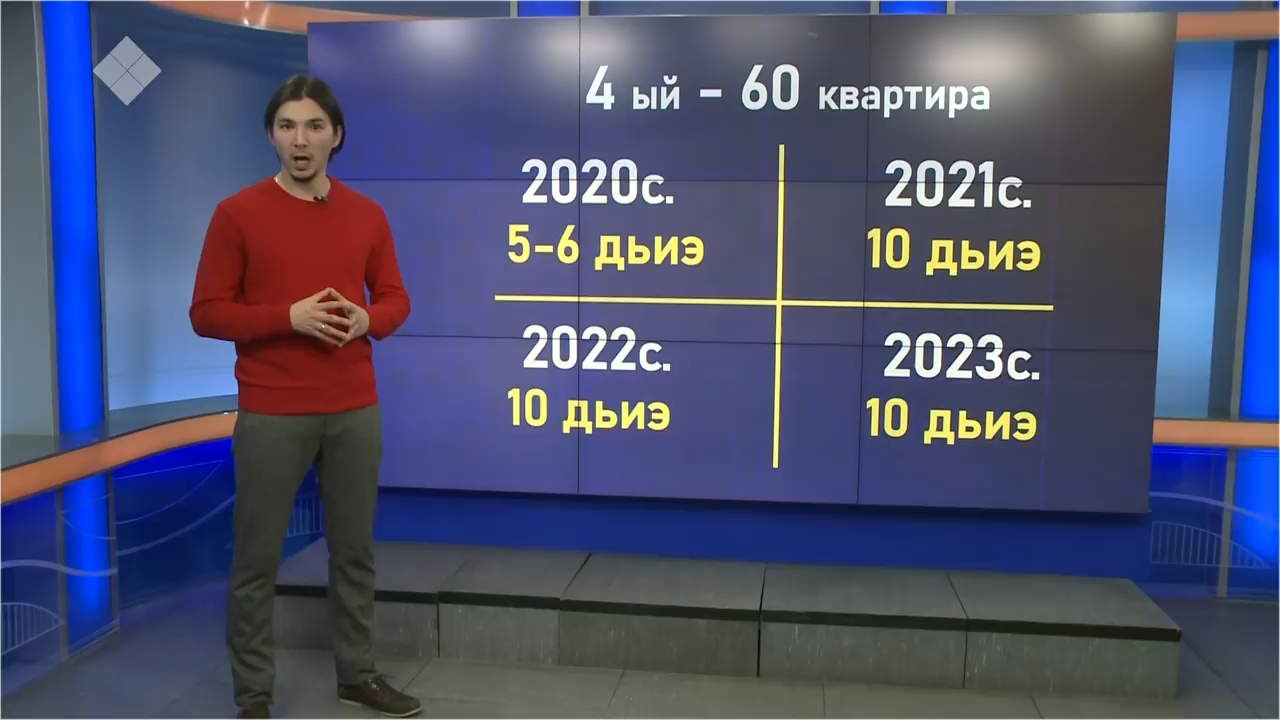 4 ый – 60 квартира
2020с.
5-6 дьиэ
2021с.
10 дьиэ
2022с.
10 дьиэ
2023с.
10 дьиэ